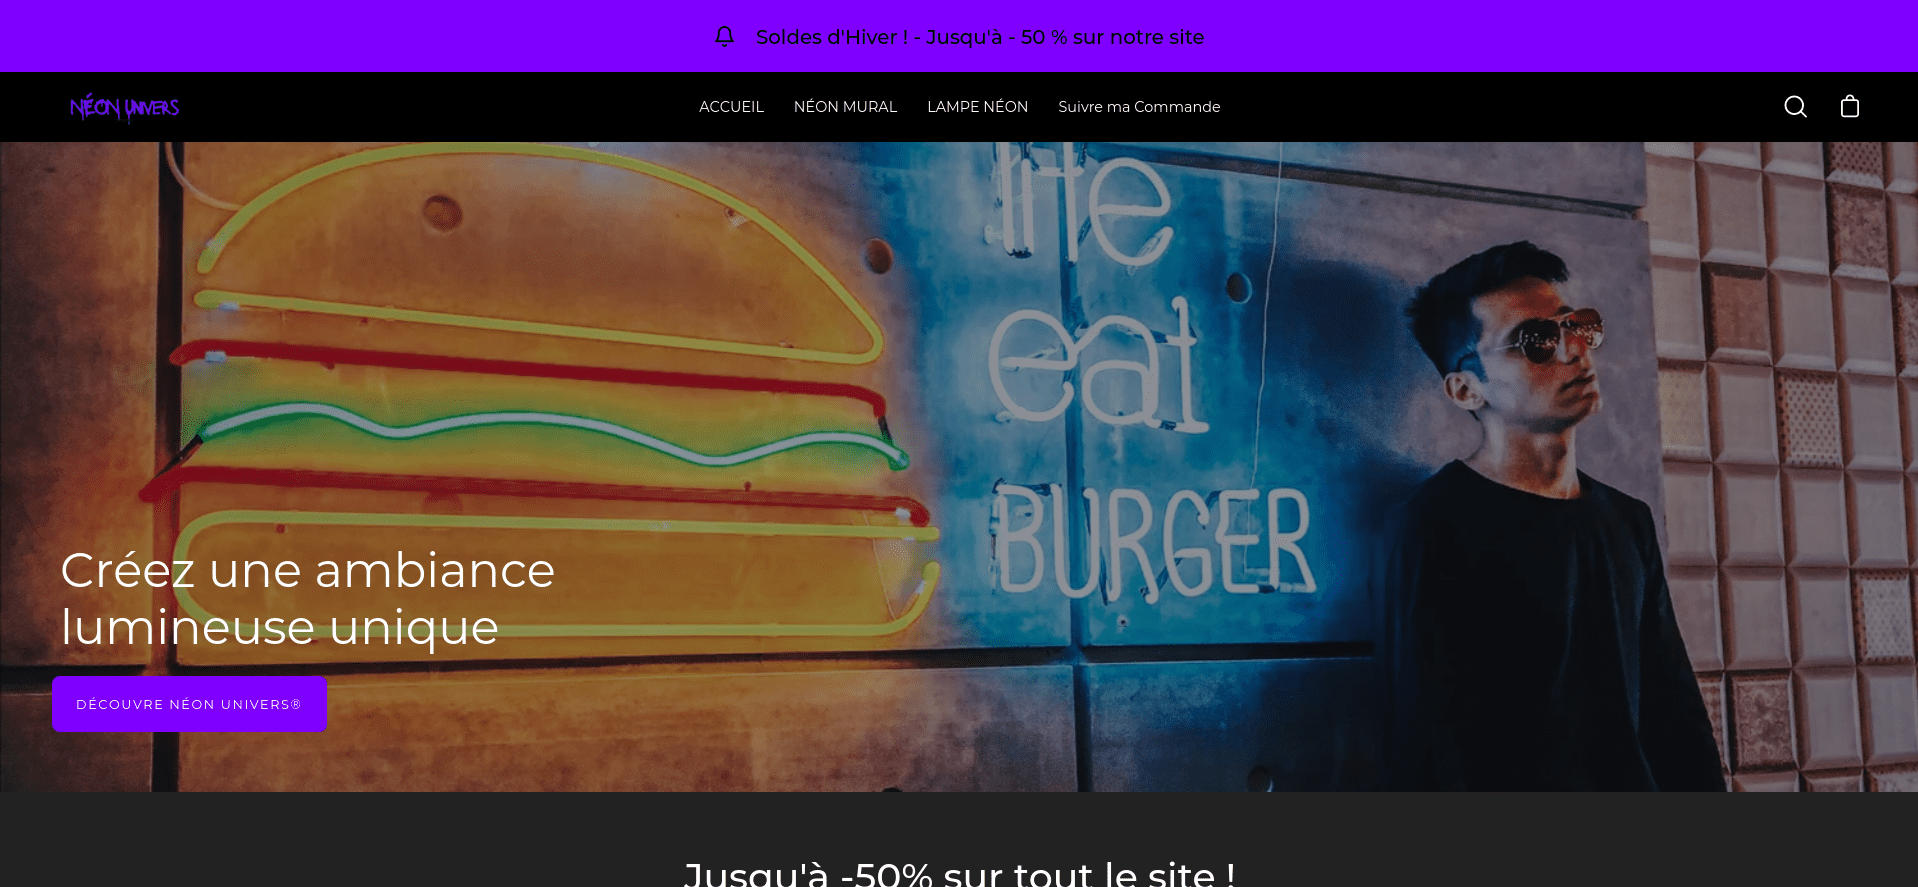 Soldes d'Hiver ! - Jusqu'à - 50 % sur notre site
NÉON UNIVERS
ACCUEIL
NÉON MURAL
LAMPE NÉON
Suivre ma Commande
life
eat
BURGER
Créez une ambiance
lumineuse unique
DÉCOUVRE NÉON UNIVERS®
Jusqu'à -50% sur tout le site !